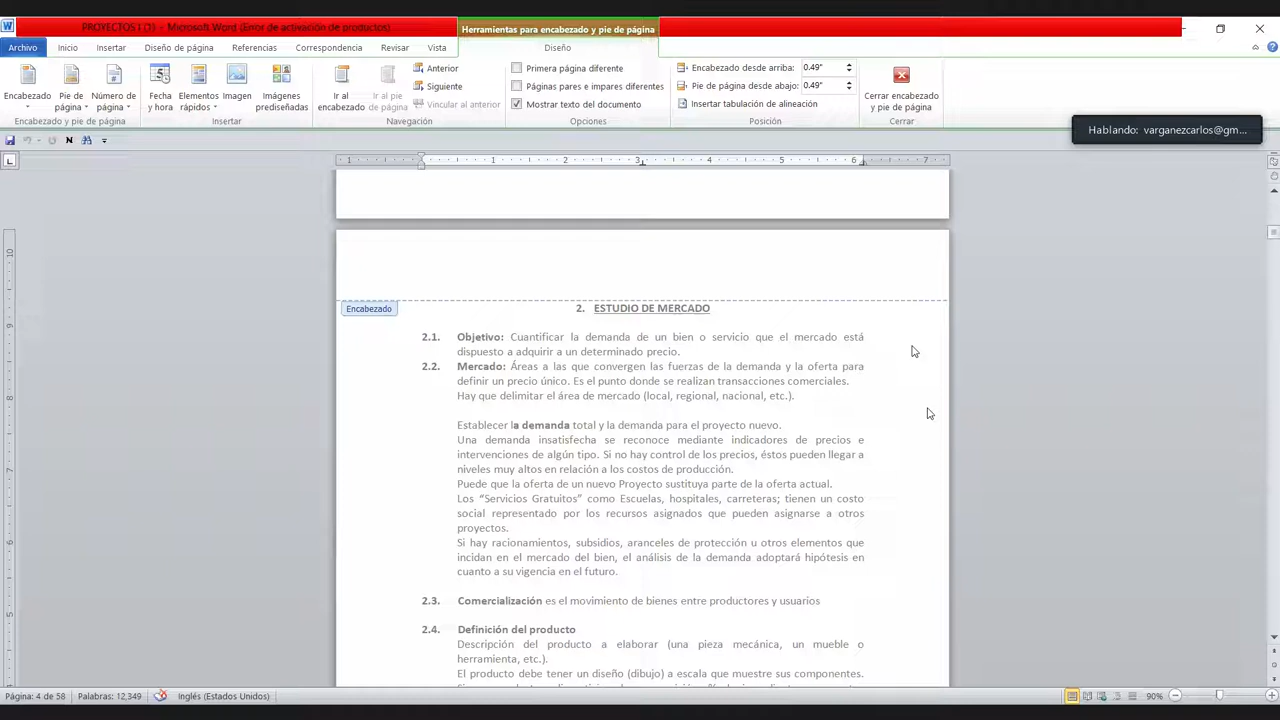 PROYECTOS I (1) - Microsoft Word (Error de activación de productos)
Herramientas para encabezado y pie de página
Archivo Inicio Insertar Diseño de página Referencias Correspondencia Revisar Vista Diseño
Encabezado
Pie de página
Número de página
Encabezado y pie de página
Fecha y hora
Elementos rápidos
Imagen
Imágenes prediseñadas
Insertar
Ir al encabezado
Ir al pie de página
Anterior
Siguiente
Vincular al anterior
Navegación
Primera página diferente
Páginas pares e impares diferentes
Mostrar texto del documento
Opciones
Encabezado desde arriba: 0.49"
Pie de página desde abajo: 0.49"
Insertar tabulación de alineación
Posición
Cerrar encabezado y pie de página
Cerrar
Hablando: varganezcarlos@gm...
1 1 2 3 4 5 6 7
Encabezado
2. ESTUDIO DE MERCADO
2.1. Objetivo: Cuantificar la demanda de un bien o servicio que el mercado está
dispuesto a adquirir a un determinado precio.
2.2. Mercado: Áreas a las que convergen las fuerzas de la demanda y la oferta para
definir un precio único. Es el punto donde se realizan transacciones comerciales.
Hay que delimitar el área de mercado (local, regional, nacional, etc.).
Establecer la demanda total y la demanda para el proyecto nuevo.
Una demanda insatisfecha se reconoce mediante indicadores de precios e
intervenciones de algún tipo. Si no hay control de los precios, éstos pueden llegar a
niveles muy altos en relación a los costos de producción.
Puede que la oferta de un nuevo Proyecto sustituya parte de la oferta actual.
Los “Servicios Gratuitos” como Escuelas, hospitales, carreteras; tienen un costo
social representado por los recursos asignados que pueden asignarse a otros
proyectos.
Si hay racionamientos, subsidios, aranceles de protección u otros elementos que
incidan en el mercado del bien, el análisis de la demanda adoptará hipótesis en
cuanto a su vigencia en el futuro.
2.3. Comercialización es el movimiento de bienes entre productores y usuarios
2.4. Definición del producto
Descripción del producto a elaborar (una pieza mecánica, un mueble o
herramienta, etc.).
El producto debe tener un diseño (dibujo) a escala que muestre sus componentes.
Página: 4 de 58 Palabras: 12,349 Inglés (Estados Unidos) 90%